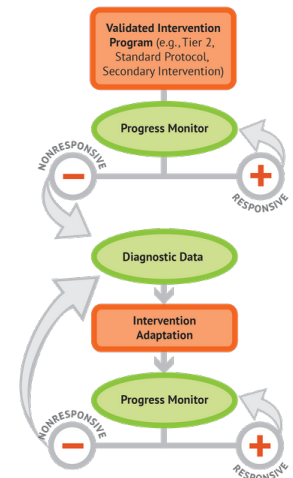 Validated Intervention
Program (e.g., Tier 2,
Standard Protocol,
Secondary Intervention)
Progress Monitor
NONRESPONSIVE
−
+
RESPONSIVE
Diagnostic Data
Intervention
Adaptation
Progress Monitor
NONRESPONSIVE
−
+
RESPONSIVE